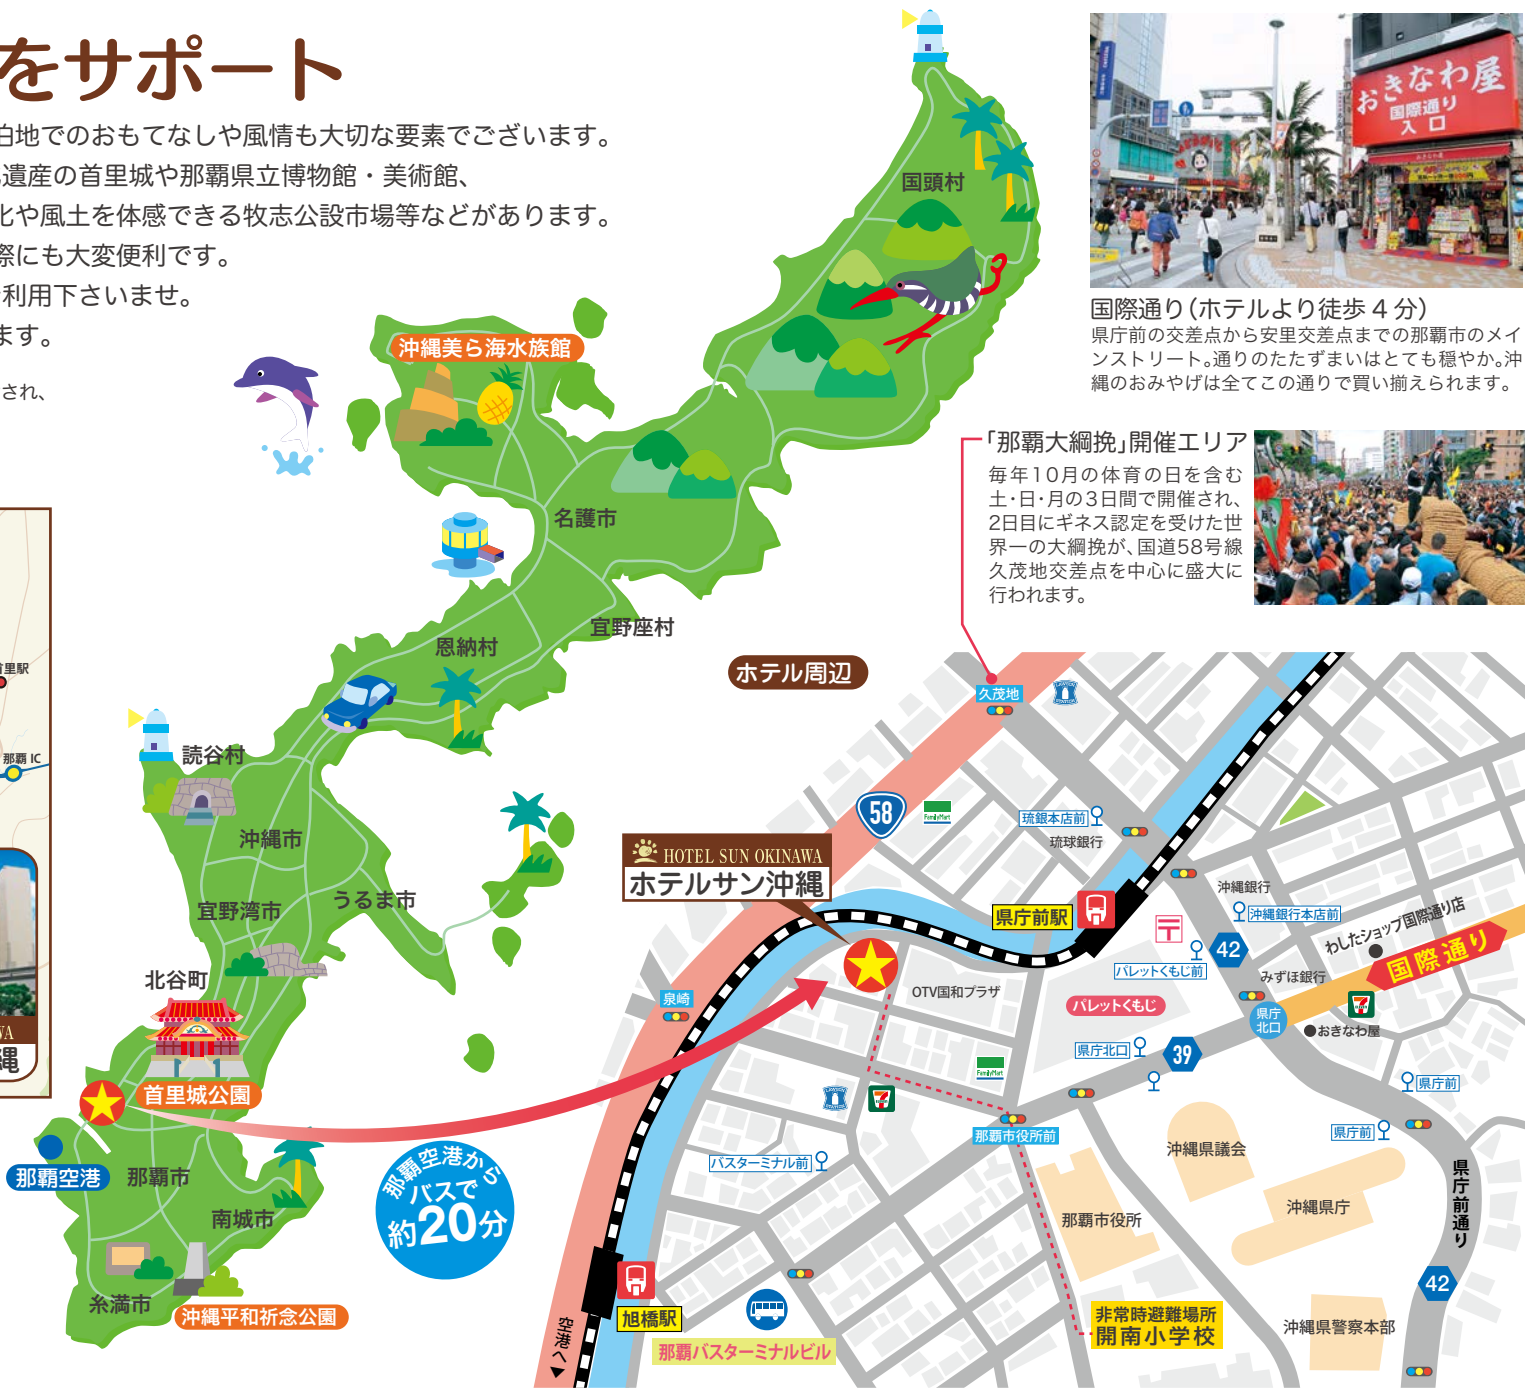 をサポート
泊地でのおもてなしや風情も大切な要素でございます。
遺産の首里城や那覇県立博物館・美術館、
化や風土を体感できる牧志公設市場等などがあります。
際にも大変便利です。
利用下さいませ。
ます。
され、
首里駅
那覇 IC
WA
縄
国頭村
沖縄美ら海水族館
名護市
宜野座村
恩納村
読谷村
沖縄市
うるま市
宜野湾市
北谷町
首里城公園
那覇空港
那覇市
南城市
糸満市
沖縄平和祈念公園
那覇空港から
バスで
約20分
おきなわ屋
国際通り
入口
国際通り（ホテルより徒歩 4 分）
県庁前の交差点から安里交差点までの那覇市のメイ
ンストリート。通りのたたずまいはとても穏やか。沖
縄のおみやげは全てこの通りで買い揃えられます。
「那覇大綱挽」開催エリア
毎年10月の体育の日を含む
土・日・月の3日間で開催され、
2日目にギネス認定を受けた世
界一の大綱挽が、国道58号線
久茂地交差点を中心に盛大に
行われます。
ホテル周辺
久茂地
58
FamilyMart
琉銀本店前
琉球銀行
HOTEL SUN OKINAWA
ホテルサン沖縄
県庁前駅
沖縄銀行
沖縄銀行本店前
わしたショップ国際通り店
国際通り
42
パレットくもじ前
みずほ銀行
泉崎
OTV国和プラザ
パレットくもじ
県庁
北口
おきなわ屋
県庁北口
39
FamilyMart
県庁前
那覇市役所前
県庁前
バスターミナル前
沖縄県議会
県庁前通り
那覇市役所
沖縄県庁
42
旭橋駅
空港へ
那覇バスターミナルビル
非常時避難場所
開南小学校
沖縄県警察本部